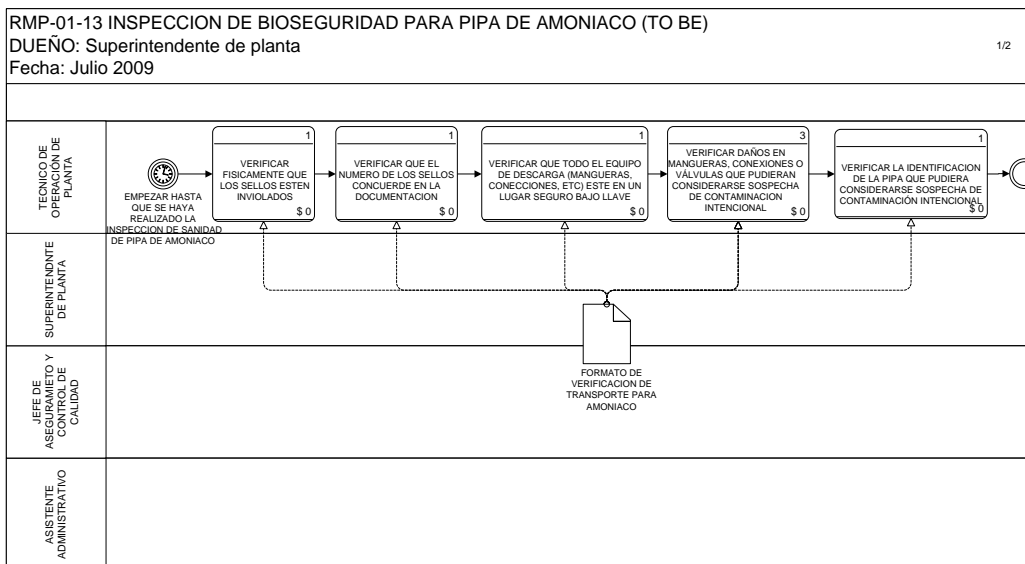 RMP-01-13 INSPECCION DE BIOSEGURIDAD PARA PIPA DE AMONIACO (TO BE)
DUEÑO: Superintendente de planta
1/2
Fecha: Julio 2009
TECNICO DE
OPERACIÓN DE
PLANTA
EMPEZAR HASTA
QUE SE HAYA
REALIZADO LA
INSPECCION DE SANIDAD
DE PIPA DE AMONIACO
1
VERIFICAR
FISICAMENTE QUE
LOS SELLOS ESTEN
INVIOLADOS
$ 0
1
VERIFICAR QUE EL
NUMERO DE LOS SELLOS
CONCUERDE EN LA
DOCUMENTACION
$ 0
1
VERIFICAR QUE TODO EL EQUIPO
DE DESCARGA (MANGUERAS,
CONECCIONES, ETC) ESTE EN UN
LUGAR SEGURO BAJO LLAVE
$ 0
3
VERIFICAR DAÑOS EN
MANGUERAS, CONEXIONES O
VÁLVULAS QUE PUDIERAN
CONSIDERARSE SOSPECHA
DE CONTAMINACION
INTENCIONAL
$ 0
1
VERIFICAR LA IDENTIFICACION
DE LA PIPA QUE PUDIERA
CONSIDERARSE SOSPECHA DE
CONTAMINACIÓN INTENCIONAL
$ 0
SUPERINTENDNTE
DE PLANTA
FORMATO DE
VERIFICACION DE
TRANSPORTE PARA
AMONIACO
JEFE DE
ASEGURAMIETO Y
CONTROL DE
CALIDAD
ASISTENTE
ADMINISTRATIVO